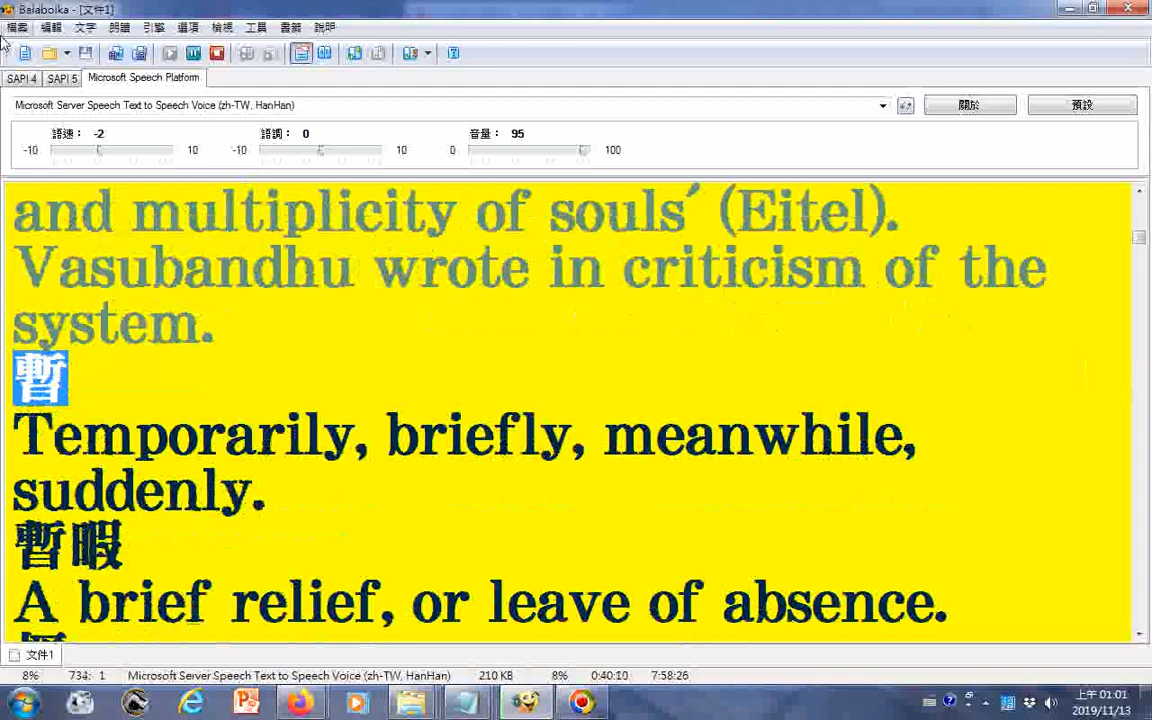 Balabolka - [文件1]
檔案 編輯 文字 朗讀 引擎 選項 檢視 工具 書籤 說明
SAPI 4 SAPI 5 Microsoft Speech Platform
Microsoft Server Speech Text to Speech Voice (zh-TW, HanHan) 關於 預設
語速： -2 語調： 0 音量： 95
-10 10 -10 10 0 100
and multiplicity of souls′ (Eitel).
Vasubandhu wrote in criticism of the
system.
暫
Temporarily, briefly, meanwhile,
suddenly.
暫暇
A brief relief, or leave of absence.
文件1
8% 734: 1 Microsoft Server Speech Text to Speech Voice (zh-TW, HanHan) 210 KB 8% 0:40:10 7:58:26
上午 01:01
2019/11/13